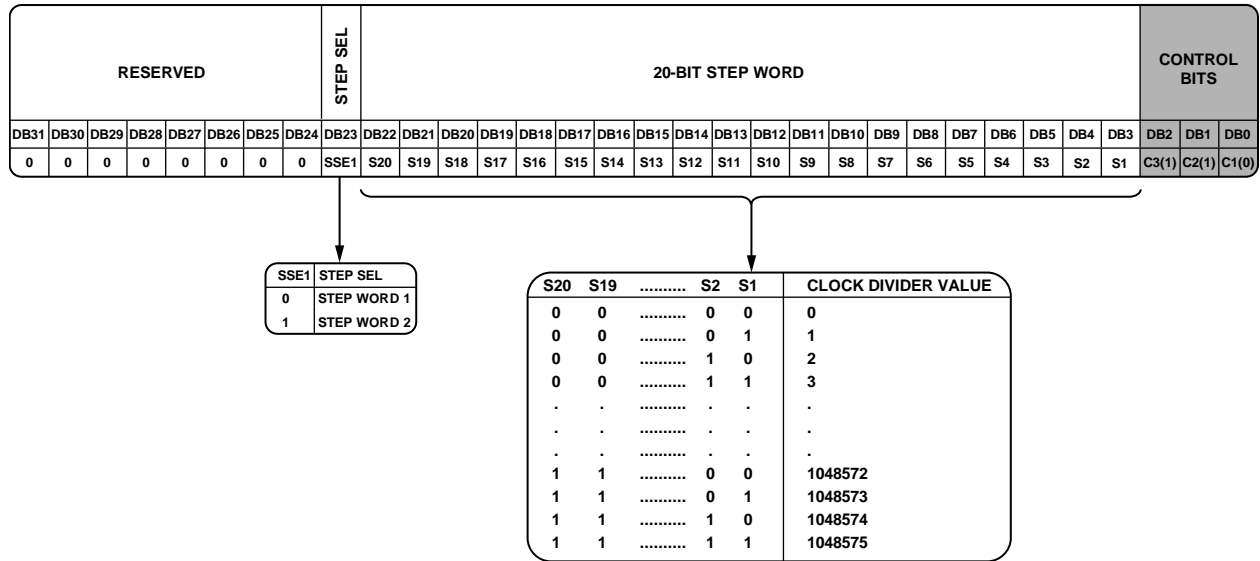 RESERVED STEP SEL 20-BIT STEP WORD CONTROL BITS
DB31 DB30 DB29 DB28 DB27 DB26 DB25 DB24 DB23 DB22 DB21 DB20 DB19 DB18 DB17 DB16 DB15 DB14 DB13 DB12 DB11 DB10 DB9 DB8 DB7 DB6 DB5 DB4 DB3 DB2 DB1 DB0
0 0 0 0 0 0 0 0 SSE1 S20 S19 S18 S17 S16 S15 S14 S13 S12 S11 S10 S9 S8 S7 S6 S5 S4 S3 S2 S1 C3(1) C2(1) C1(0)
SSE1 STEP SEL
0 STEP WORD 1
1 STEP WORD 2
S20 S19 .......... S2 S1 CLOCK DIVIDER VALUE
0 0 .......... 0 0 0
0 0 .......... 0 1 1
0 0 .......... 1 0 2
0 0 .......... 1 1 3
. . .......... . . .
. . .......... . . .
. . .......... . . .
1 1 .......... 0 0 1048572
1 1 .......... 0 1 1048573
1 1 .......... 1 0 1048574
1 1 .......... 1 1 1048575